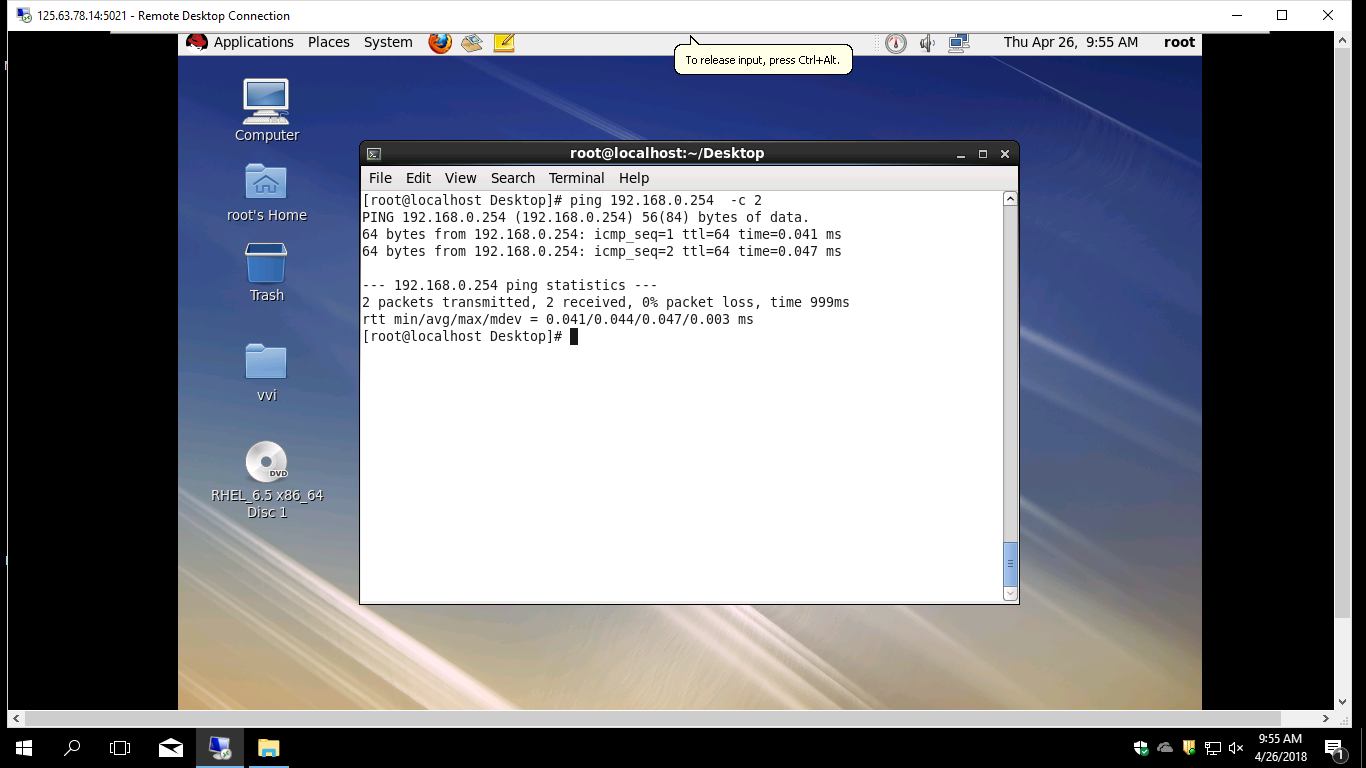 125.63.78.14:5021 - Remote Desktop Connection
Applications Places System
Thu Apr 26, 9:55 AM root
To release input, press Ctrl+Alt.
Computer
root's Home
Trash
vvi
DVD
RHEL_6.5 x86_64
Disc 1
root@localhost:~/Desktop
File Edit View Search Terminal Help
[root@localhost Desktop]# ping 192.168.0.254  -c 2
PING 192.168.0.254 (192.168.0.254) 56(84) bytes of data.
64 bytes from 192.168.0.254: icmp_seq=1 ttl=64 time=0.041 ms
64 bytes from 192.168.0.254: icmp_seq=2 ttl=64 time=0.047 ms
--- 192.168.0.254 ping statistics ---
2 packets transmitted, 2 received, 0% packet loss, time 999ms
rtt min/avg/max/mdev = 0.041/0.044/0.047/0.003 ms
[root@localhost Desktop]#
9:55 AM
4/26/2018
1